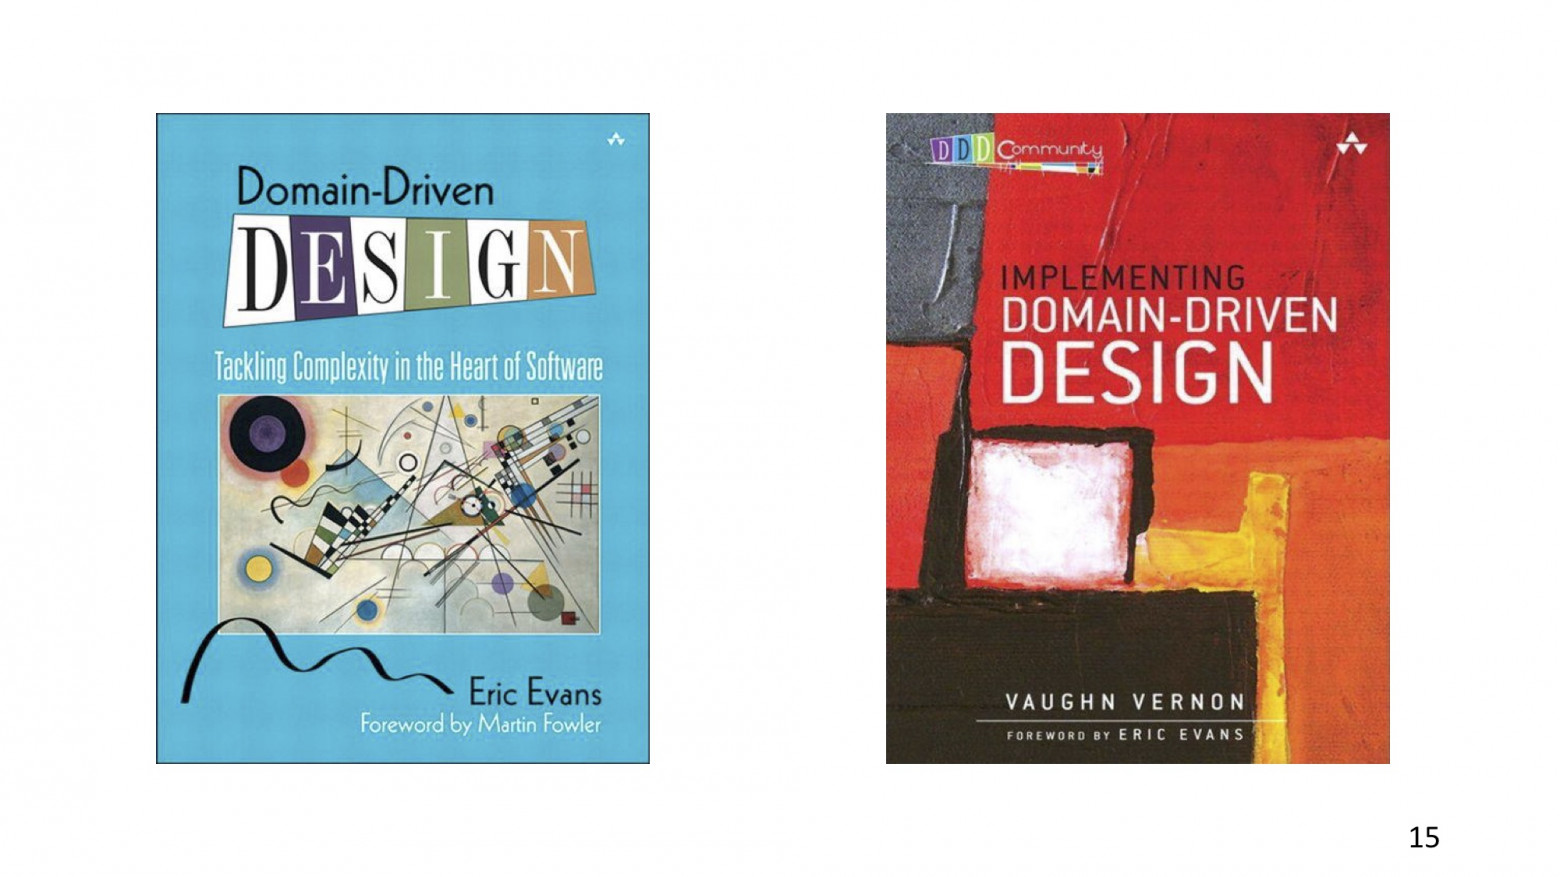 Domain-Driven
DESIGN
Tackling Complexity in the Heart of Software
Eric Evans
Foreword by Martin Fowler
DDD Community
IMPLEMENTING
DOMAIN-DRIVEN
DESIGN
VAUGHN VERNON
FOREWORD BY ERIC EVANS
15